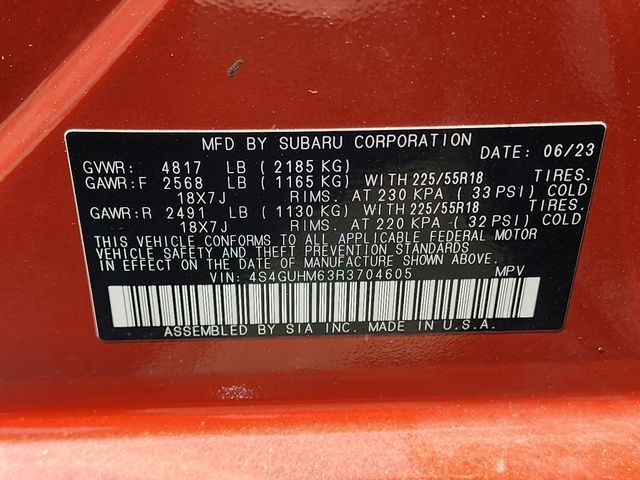 MFD BY SUBARU CORPORATION
DATE: 06/23
GVWR: 4817 LB ( 2185 KG)
GAWR:F 2568 LB ( 1165 KG) WITH 225/55R18 TIRES.
18X7J RIMS. AT 230 KPA ( 33 PSI) COLD
GAWR:R 2491 LB ( 1130 KG) WITH 225/55R18 TIRES.
18X7J RIMS. AT 220 KPA ( 32 PSI) COLD
THIS VEHICLE CONFORMS TO ALL APPLICABLE FEDERAL MOTOR
VEHICLE SAFETY AND THEFT PREVENTION STANDARDS
IN EFFECT ON THE DATE OF MANUFACTURE SHOWN ABOVE.
VIN: 4S4GUHM63R3704605 MPV
ASSEMBLED BY SIA INC. MADE IN U.S.A.